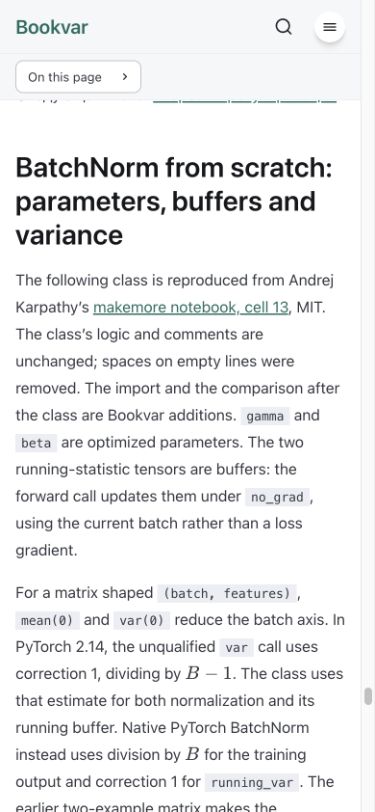 Bookvar
On this page
BatchNorm from scratch:
parameters, buffers and
variance
The following class is reproduced from Andrej
Karpathy’s makemore notebook, cell 13, MIT.
The class’s logic and comments are
unchanged; spaces on empty lines were
removed. The import and the comparison after
the class are Bookvar additions. gamma and
beta are optimized parameters. The two
running-statistic tensors are buffers: the
forward call updates them under no_grad,
using the current batch rather than a loss
gradient.
For a matrix shaped (batch, features),
mean(0) and var(0) reduce the batch axis. In
PyTorch 2.14, the unqualified var call uses
correction 1, dividing by B − 1. The class uses
that estimate for both normalization and its
running buffer. Native PyTorch BatchNorm
instead uses division by B for the training
output and correction 1 for running_var. The
earlier two-example matrix makes the